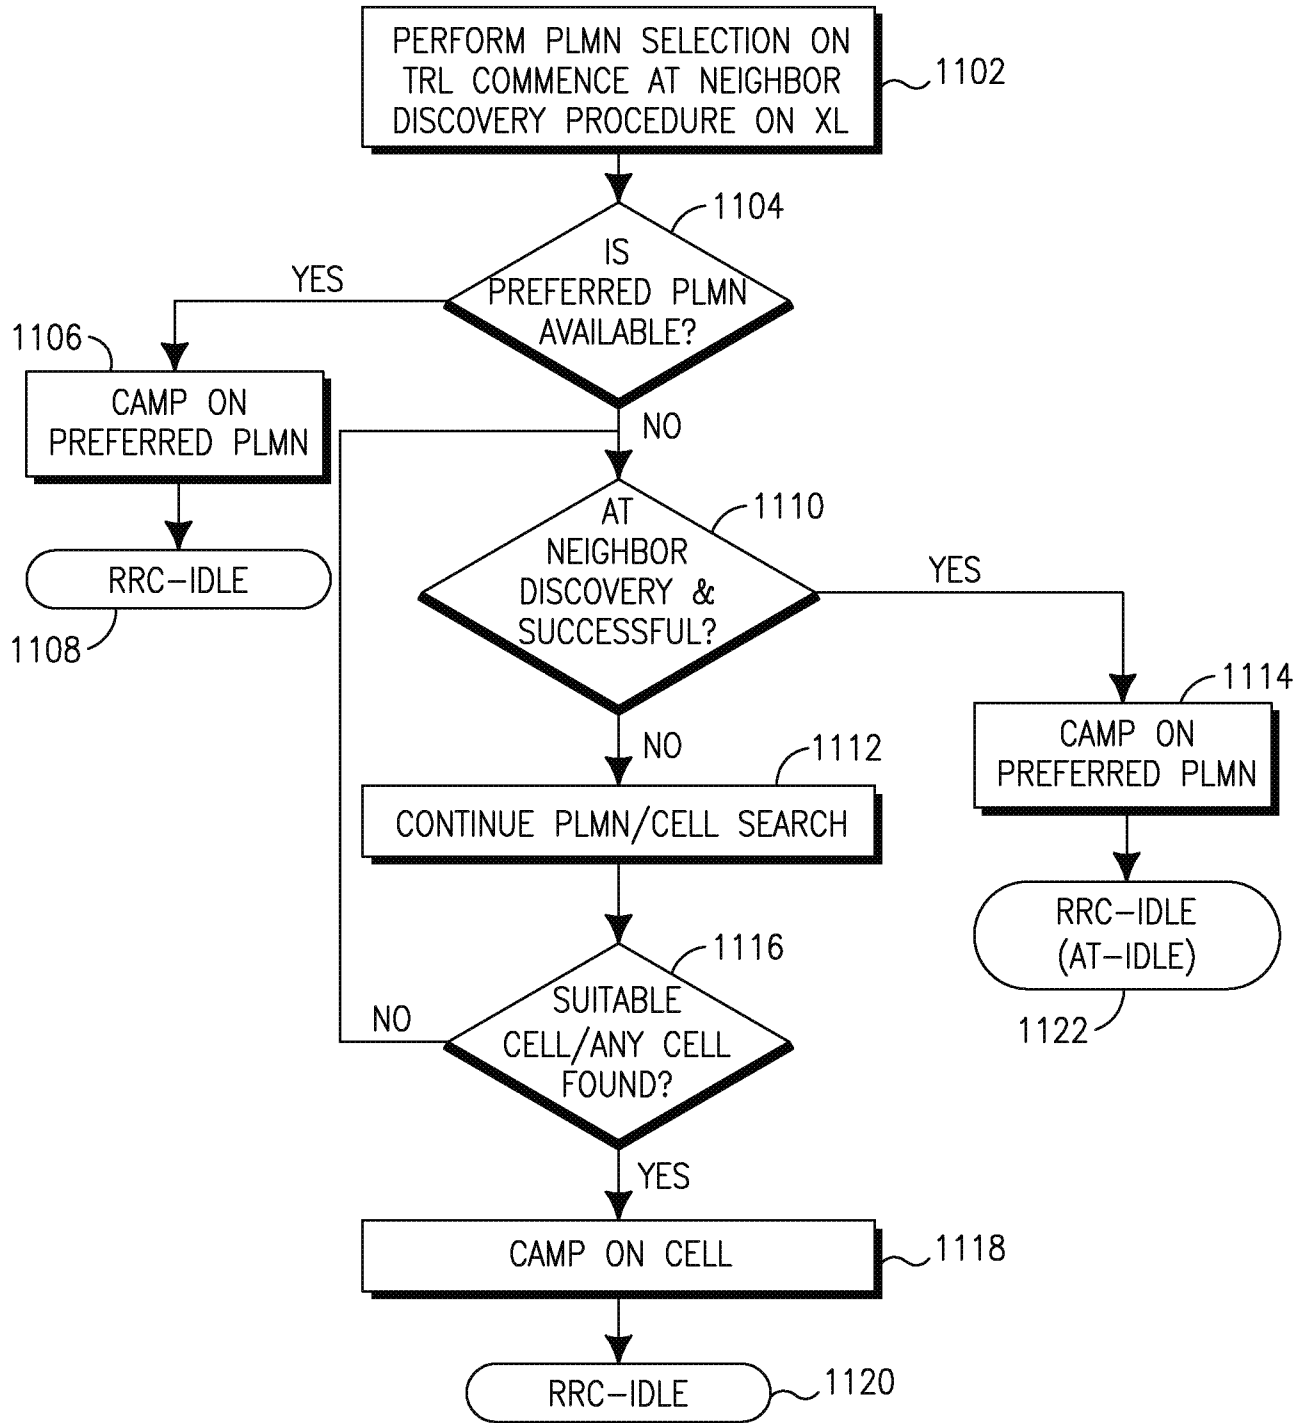 PERFORM PLMN SELECTION ON
TRL COMMENCE AT NEIGHBOR
DISCOVERY PROCEDURE ON XL
1102
1104
IS
PREFERRED PLMN
AVAILABLE?
YES
1106
CAMP ON
PREFERRED PLMN
NO
RRC-IDLE
1108
1110
AT
NEIGHBOR
DISCOVERY &
SUCCESSFUL?
YES
1114
CAMP ON
PREFERRED PLMN
NO
1112
CONTINUE PLMN/CELL SEARCH
RRC-IDLE
(AT-IDLE)
1122
1116
SUITABLE
CELL/ANY CELL
FOUND?
NO
YES
CAMP ON CELL
1118
RRC-IDLE
1120